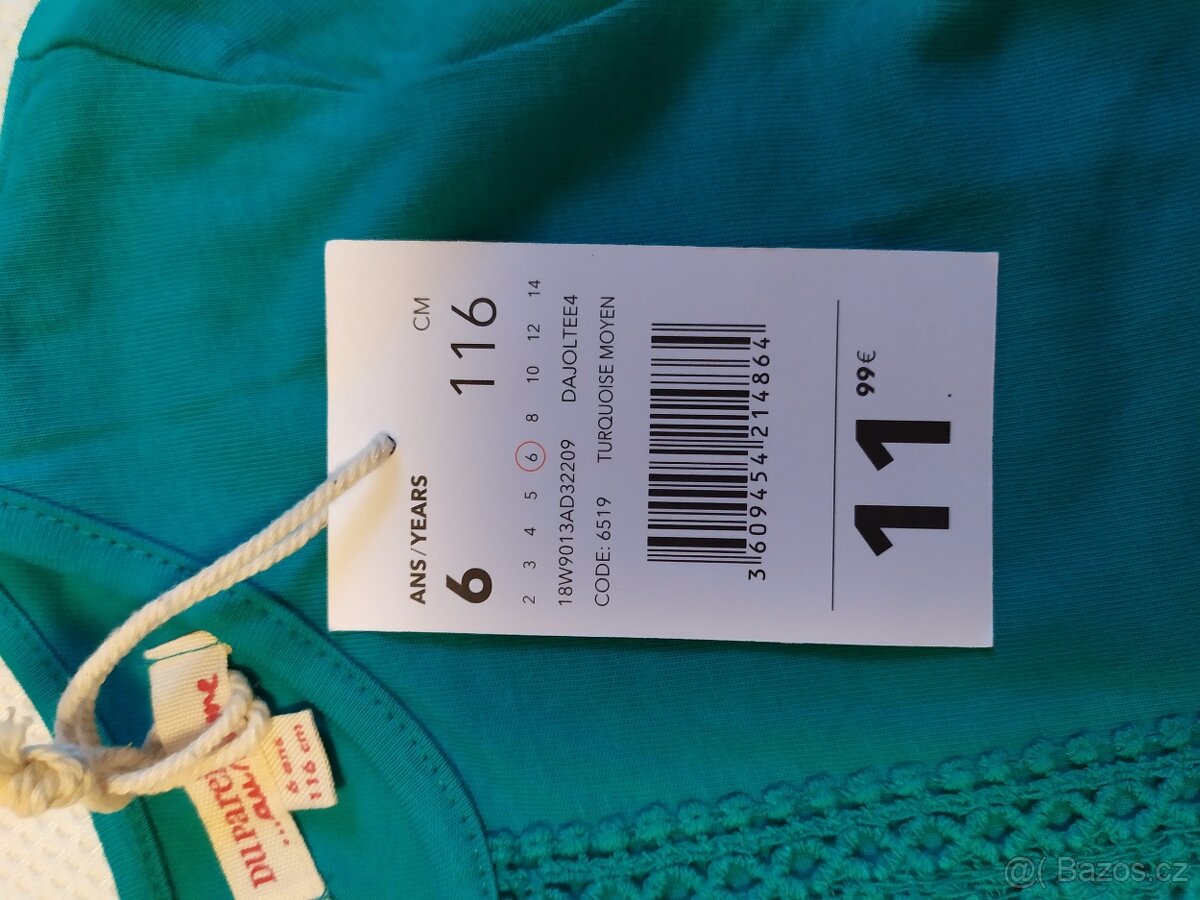 ANS/YEARS CM
6 116
2 3 4 5 6 8 10 12 14
18W9013AD32209 DAJOLTEE4
CODE: 6519 TURQUOISE MOYEN
3 609454 214864
11 99€
DU PAREIL
...au
6 ans
116 cm
@( Bazos.cz